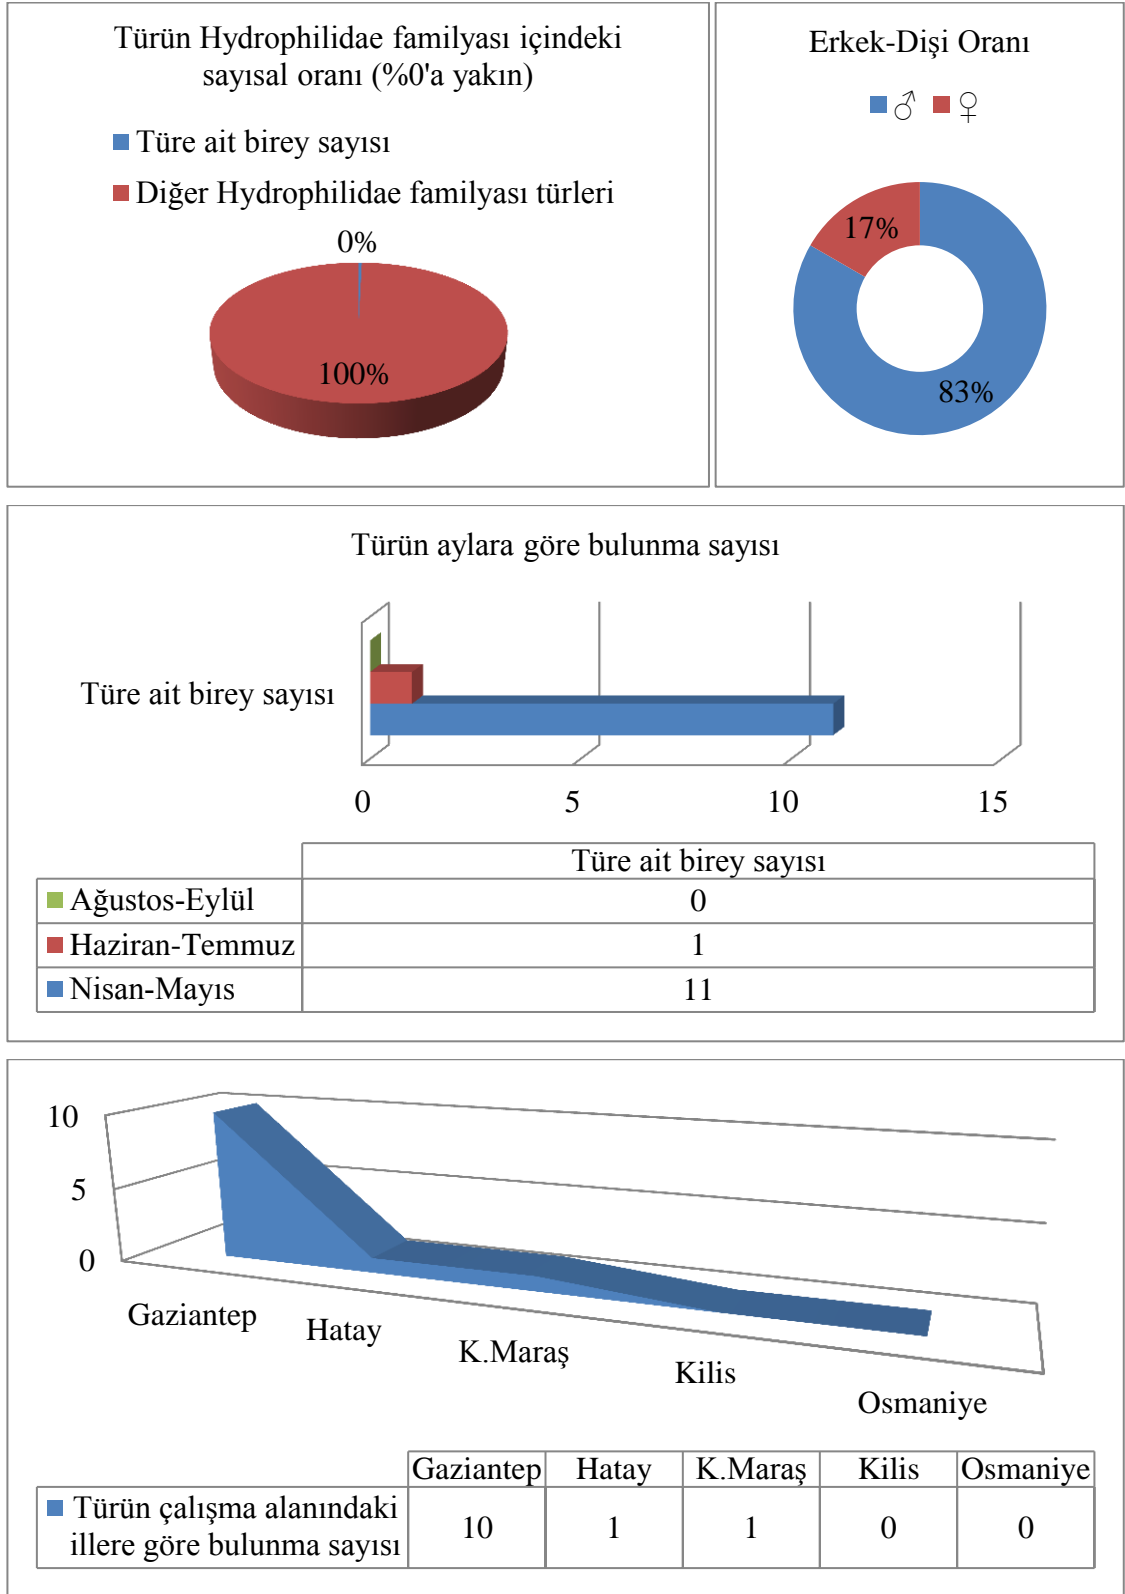 Türün Hydrophilidae familyası içindeki
sayısal oranı (%0'a yakın)
Türe ait birey sayısı
Diğer Hydrophilidae familyası türleri
0%
100%
Erkek-Dişi Oranı
♂ ♀
17%
83%
Türün aylara göre bulunma sayısı
Türe ait birey sayısı
0 5 10 15
Türe ait birey sayısı
Ağustos-Eylül 0
Haziran-Temmuz 1
Nisan-Mayıs 11
10
5
0
Gaziantep
Hatay
K.Maraş
Kilis
Osmaniye
Gaziantep Hatay K.Maraş Kilis Osmaniye
Türün çalışma alanındaki
illere göre bulunma sayısı 10 1 1 0 0